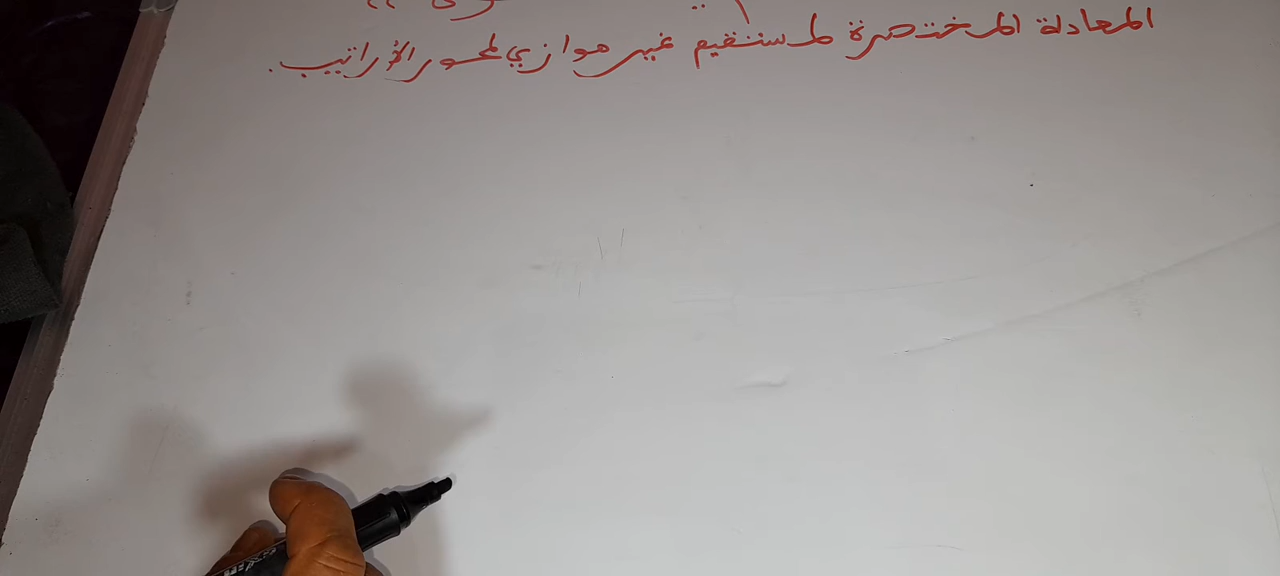 المعادلة المختصرة لمستقيم غير موازي لمحور الأراتيب.